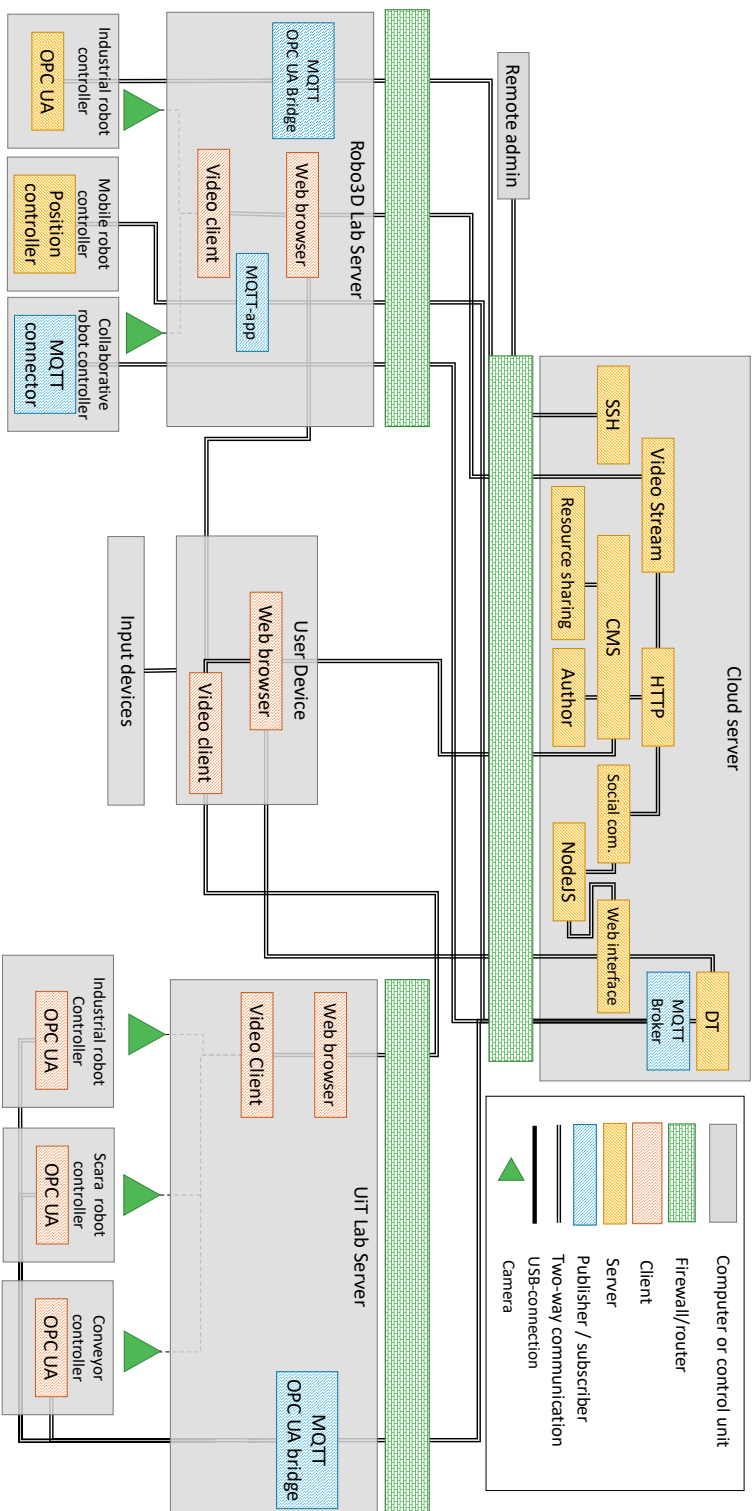 Cloud server
Video Stream
HTTP
SSH
CMS
Resource sharing
Author
Social com.
NodeJS
Web interface
DT
MQTT
Broker
Computer or control unit
Firewall/router
Client
Server
Publisher / subscriber
Two-way communication
USB-connection
Camera
Remote admin
Robo3D Lab Server
MQTT
OPC UA Bridge
Web browser
Video client
MQTT-app
Industrial robot
controller
OPC UA
Mobile robot
controller
Position
controller
Collaborative
robot controller
MQTT
connector
User Device
Web browser
Video client
Input devices
UiT Lab Server
Web browser
Video Client
MQTT
OPC UA bridge
Industrial robot
Controller
OPC UA
Scara robot
controller
OPC UA
Conveyor
controller
OPC UA